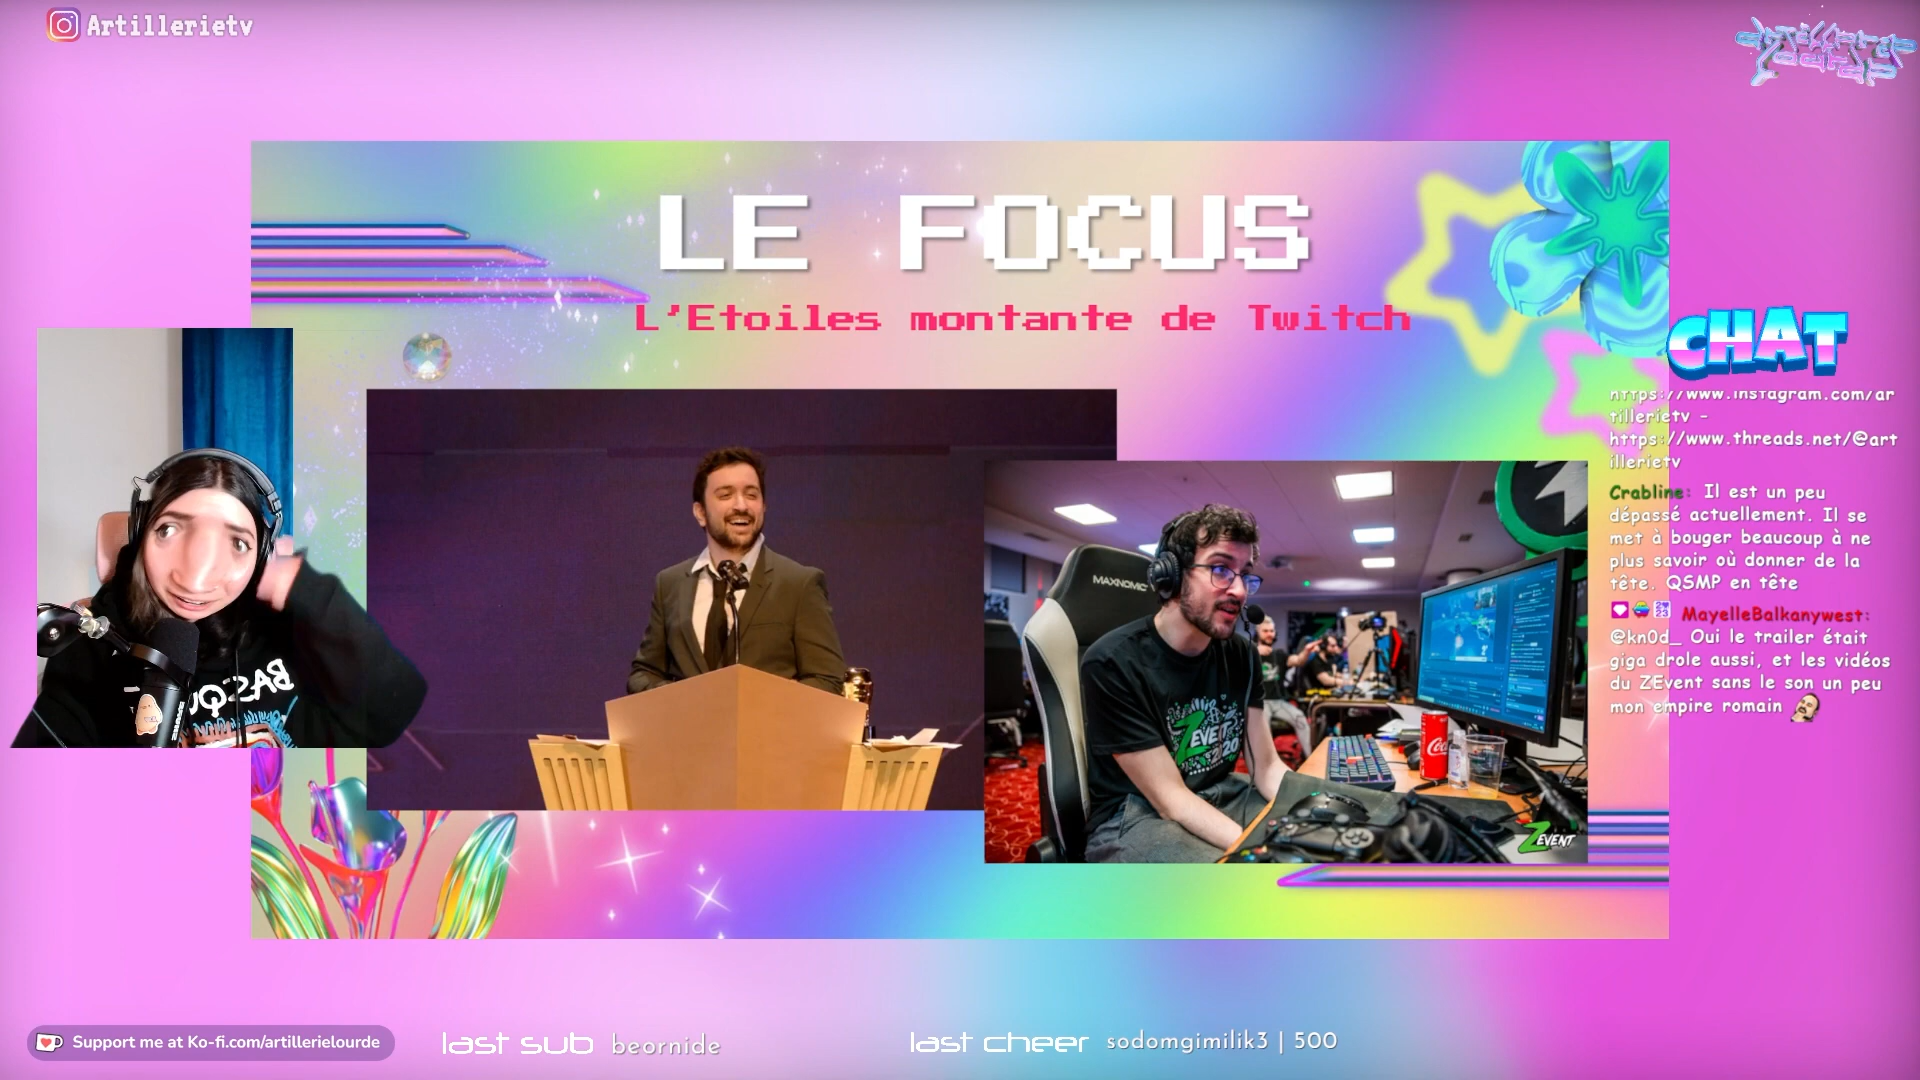 Artillerietv
LE FOCUS
L'Etoiles montante de Twitch
CHAT
https://www.instagram.com/ar
tillerietv -
https://www.threads.net/@art
illerietv
Crabline: Il est un peu
dépassé actuellement. Il se
met à bouger beaucoup à ne
plus savoir où donner de la
tête. QSMP en tête
MayelleBalkanywest:
@kn0d_ Oui le trailer était
giga drole aussi, et les vidéos
du ZEvent sans le son un peu
mon empire romain
MAXNOMIC
ZEVENT
Z EVENT
Support me at Ko-fi.com/artillerielourde
last sub beornide
last cheer sodomgimilik3 | 500